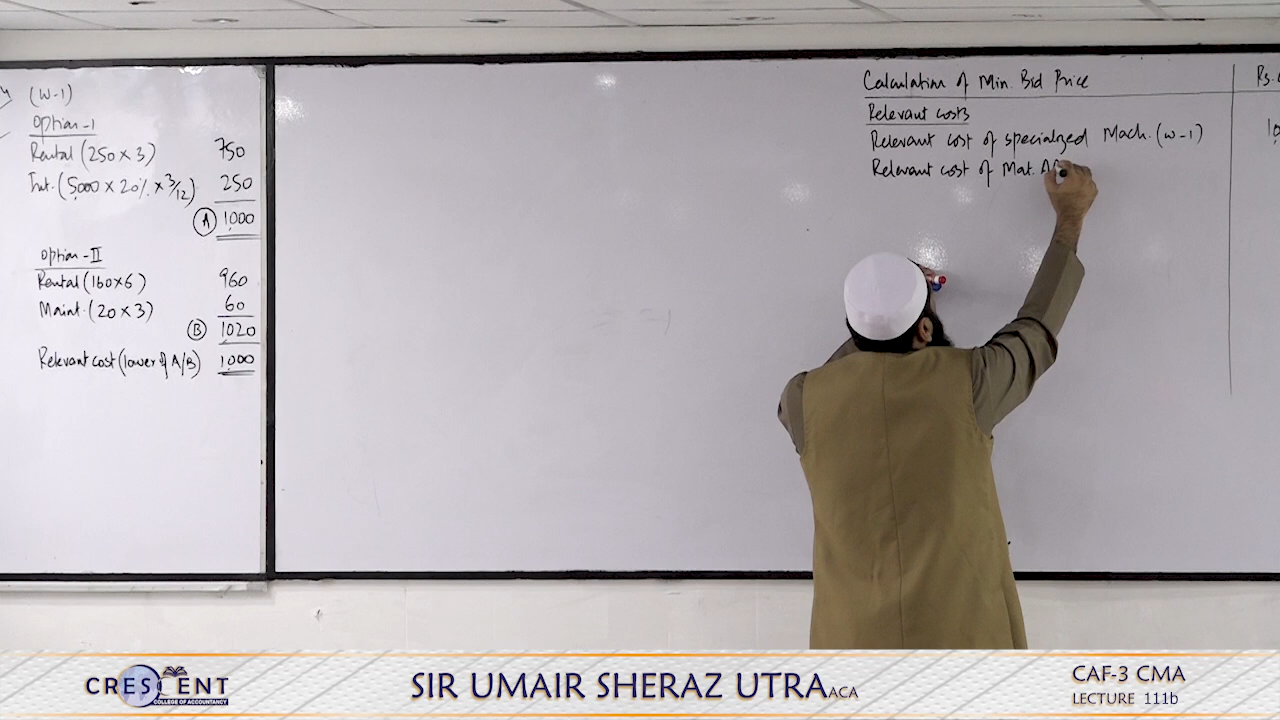 (W-1)
Option-I
Rental (250 × 3) 750
Int. (5,000 × 20% × 3/12) 250
(A) 1,000
Option-II
Rental (160×6) 960
Maint. (20 × 3) 60
(B) 1020
Relevant cost (lower of A/B) 1,000
Calculation of Min. Bid Price Rs.
Relevant costs
Relevant cost of specialized Mach. (W-1)
Relevant cost of Mat.
CRESCENT
COLLEGE OF ACCOUNTANCY
SIR UMAIR SHERAZ UTRA ACA
CAF-3 CMA
LECTURE 111b